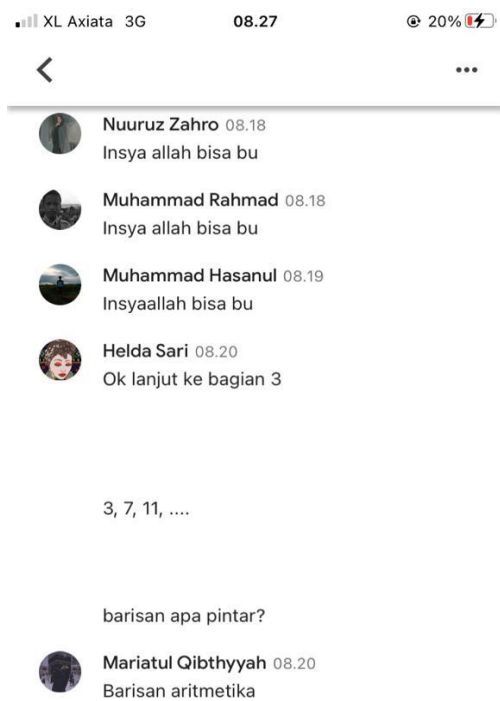 XL Axiata 3G 08.27 20%
Nuuruz Zahro 08.18
Insya allah bisa bu
Muhammad Rahmad 08.18
Insya allah bisa bu
Muhammad Hasanul 08.19
Insyaallah bisa bu
Helda Sari 08.20
Ok lanjut ke bagian 3
3, 7, 11, ....
barisan apa pintar?
Mariatul Qibthyyah 08.20
Barisan aritmetika